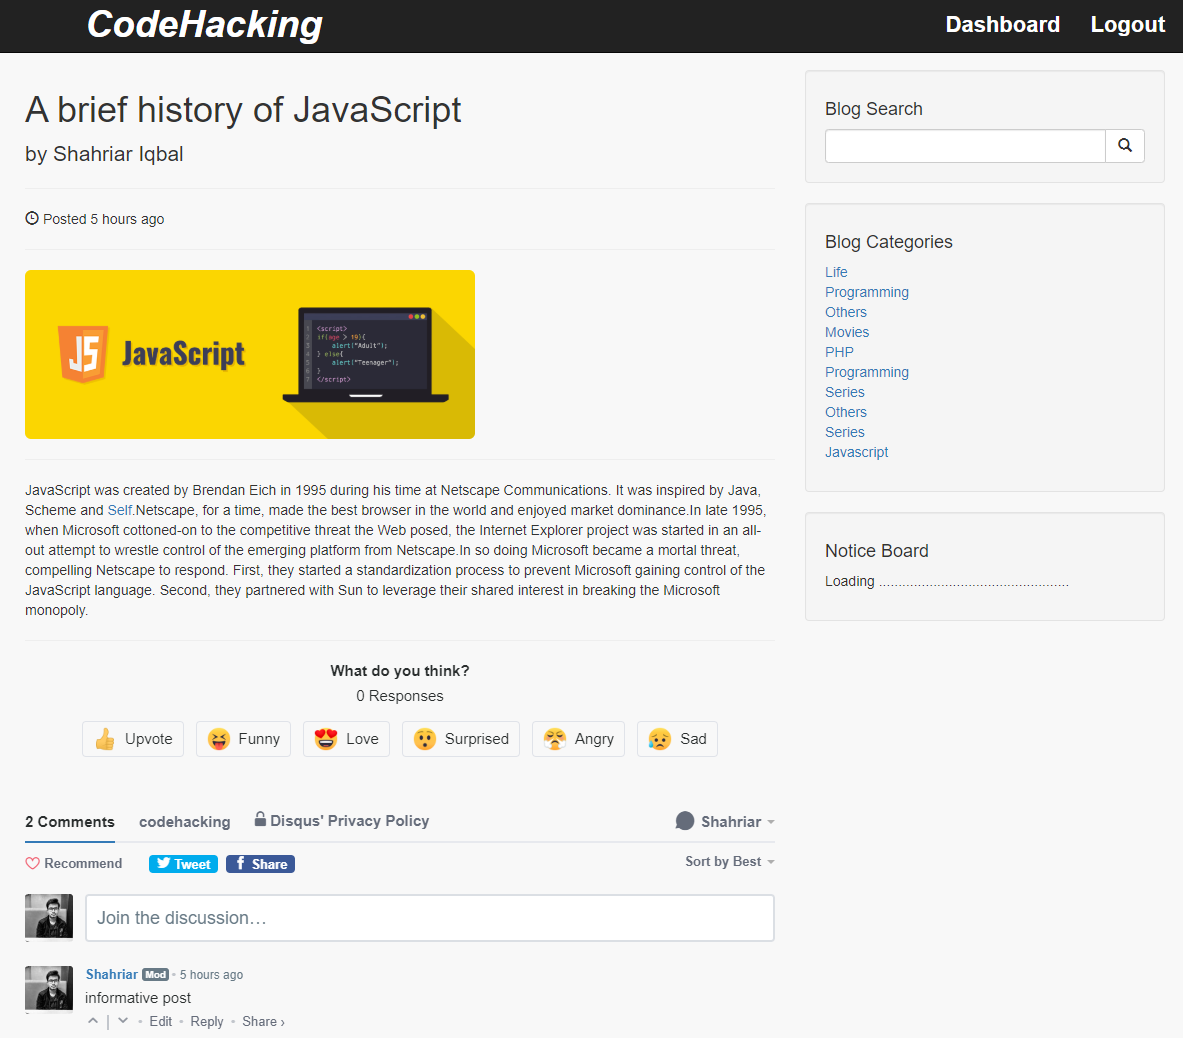 CodeHacking
Dashboard Logout
A brief history of JavaScript
by Shahriar Iqbal
Posted 5 hours ago
JS JavaScript
1 <script>
2 if(age > 19){
3 alert("Adult");
4 } else{
5 alert("Teenager");
6 }
7 </script>
JavaScript was created by Brendan Eich in 1995 during his time at Netscape Communications. It was inspired by Java,
Scheme and Self.Netscape, for a time, made the best browser in the world and enjoyed market dominance.In late 1995,
when Microsoft cottoned-on to the competitive threat the Web posed, the Internet Explorer project was started in an all-
out attempt to wrestle control of the emerging platform from Netscape.In so doing Microsoft became a mortal threat,
compelling Netscape to respond. First, they started a standardization process to prevent Microsoft gaining control of the
JavaScript language. Second, they partnered with Sun to leverage their shared interest in breaking the Microsoft
monopoly.
What do you think?
0 Responses
Upvote Funny Love Surprised Angry Sad
2 Comments codehacking Disqus' Privacy Policy Shahriar
Recommend Tweet f Share Sort by Best
Join the discussion…
Shahriar Mod • 5 hours ago
informative post
• Edit • Reply • Share ›
Blog Search
Blog Categories
Life
Programming
Others
Movies
PHP
Programming
Series
Others
Series
Javascript
Notice Board
Loading .................................................